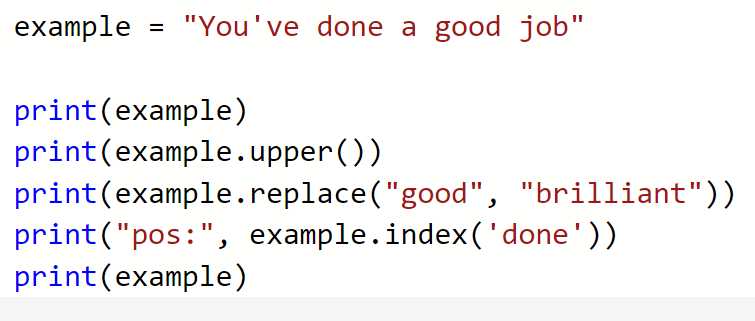 example = "You've done a good job"
print(example)
print(example.upper())
print(example.replace("good", "brilliant"))
print("pos:", example.index('done'))
print(example)